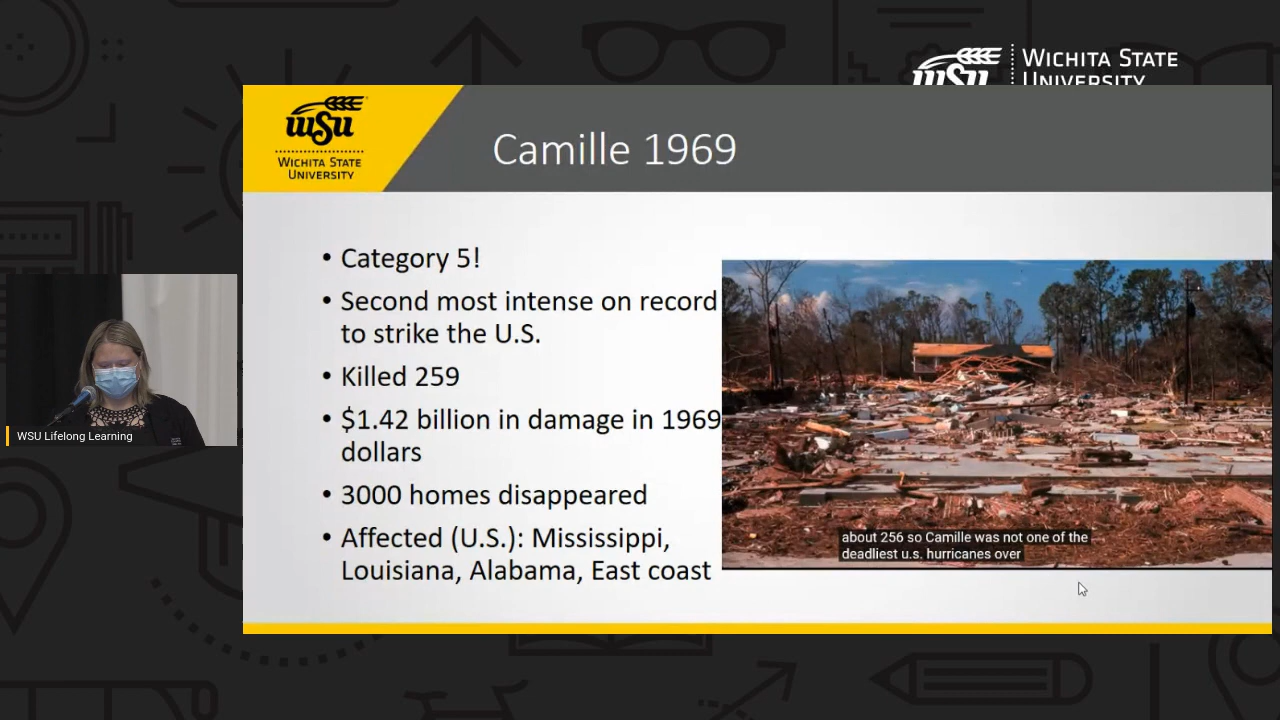 WSU
WICHITA STATE
UNIVERSITY
WSU
WICHITA STATE
UNIVERSITY
Camille 1969
• Category 5!
• Second most intense on record
to strike the U.S.
• Killed 259
• $1.42 billion in damage in 1969
dollars
• 3000 homes disappeared
• Affected (U.S.): Mississippi,
Louisiana, Alabama, East coast
about 256 so Camille was not one of the
deadliest u.s. hurricanes over
WSU Lifelong Learning